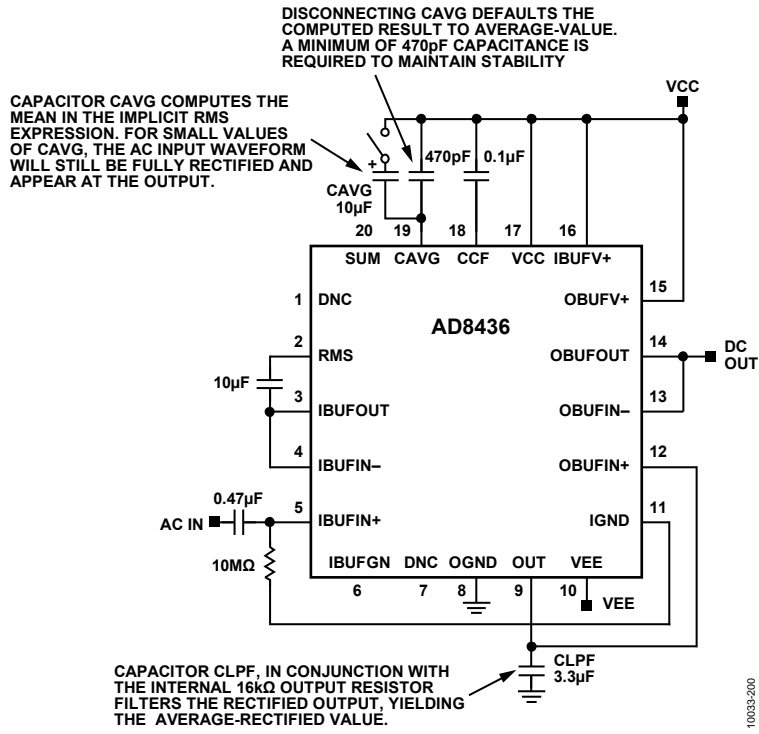 DISCONNECTING CAVG DEFAULTS THE
COMPUTED RESULT TO AVERAGE-VALUE.
A MINIMUM OF 470pF CAPACITANCE IS
REQUIRED TO MAINTAIN STABILITY
VCC
CAPACITOR CAVG COMPUTES THE
MEAN IN THE IMPLICIT RMS
EXPRESSION. FOR SMALL VALUES
OF CAVG, THE AC INPUT WAVEFORM
WILL STILL BE FULLY RECTIFIED AND
APPEAR AT THE OUTPUT.
+
470pF 0.1µF
CAVG
10µF
20 19 18 17 16
SUM CAVG CCF VCC IBUFV+
15
OBUFV+
1 DNC
AD8436
2
RMS
14
OBUFOUT
DC
OUT
10µF
3
IBUFOUT
13
OBUFIN–
4
IBUFIN–
12
OBUFIN+
0.47µF
5
AC IN
IBUFIN+
11
IGND
10MΩ
IBUFGN DNC OGND OUT VEE
6 7 8 9 10
VEE
CLPF
3.3µF
CAPACITOR CLPF, IN CONJUNCTION WITH
THE INTERNAL 16kΩ OUTPUT RESISTOR
FILTERS THE RECTIFIED OUTPUT, YIELDING
THE AVERAGE-RECTIFIED VALUE.
10033-200